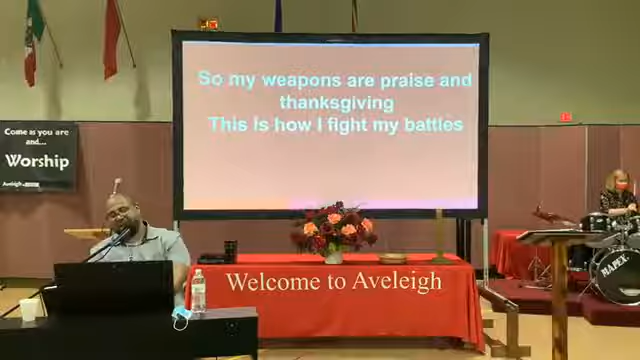 So my weapons are praise and
thanksgiving
This Is how I fight my battles
Come as you are
and...
Worship
Aveleigh
Welcome to Aveleigh
MAPEX